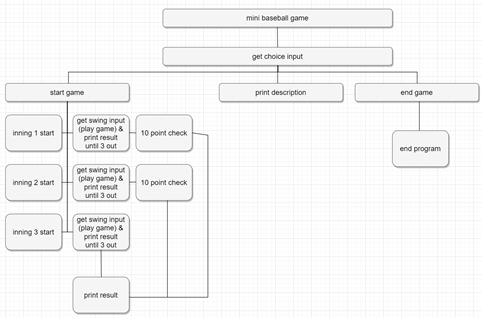 mini baseball game
get choice input
start game
print description
end game
inning 1 start
get swing input
(play game) &
print result
until 3 out
10 point check
end program
inning 2 start
get swing input
(play game) &
print result
until 3 out
10 point check
inning 3 start
get swing input
(play game) &
print result
until 3 out
print result